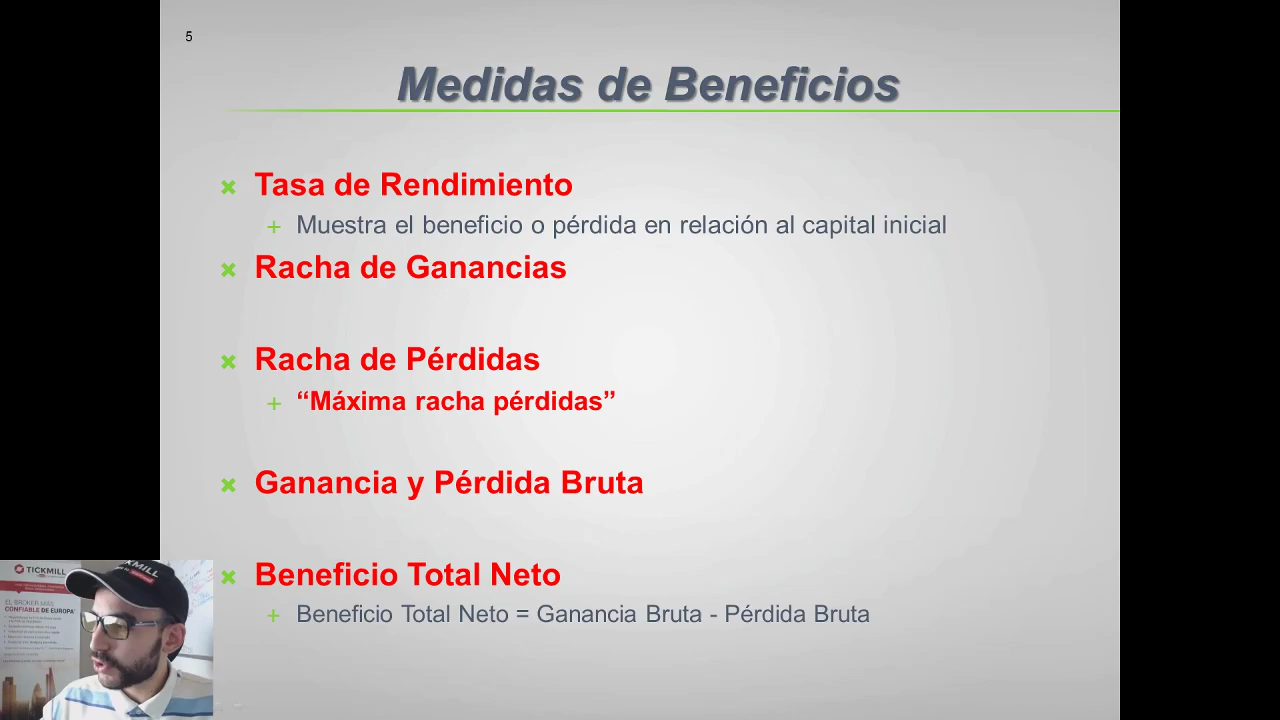 5
Medidas de Beneficios
Tasa de Rendimiento
Muestra el beneficio o pérdida en relación al capital inicial
Racha de Ganancias
Racha de Pérdidas
“Máxima racha pérdidas”
Ganancia y Pérdida Bruta
Beneficio Total Neto
Beneficio Total Neto = Ganancia Bruta - Pérdida Bruta
TICKMILL
EL BROKER MÁS
CONFIABLE DE EUROPA*